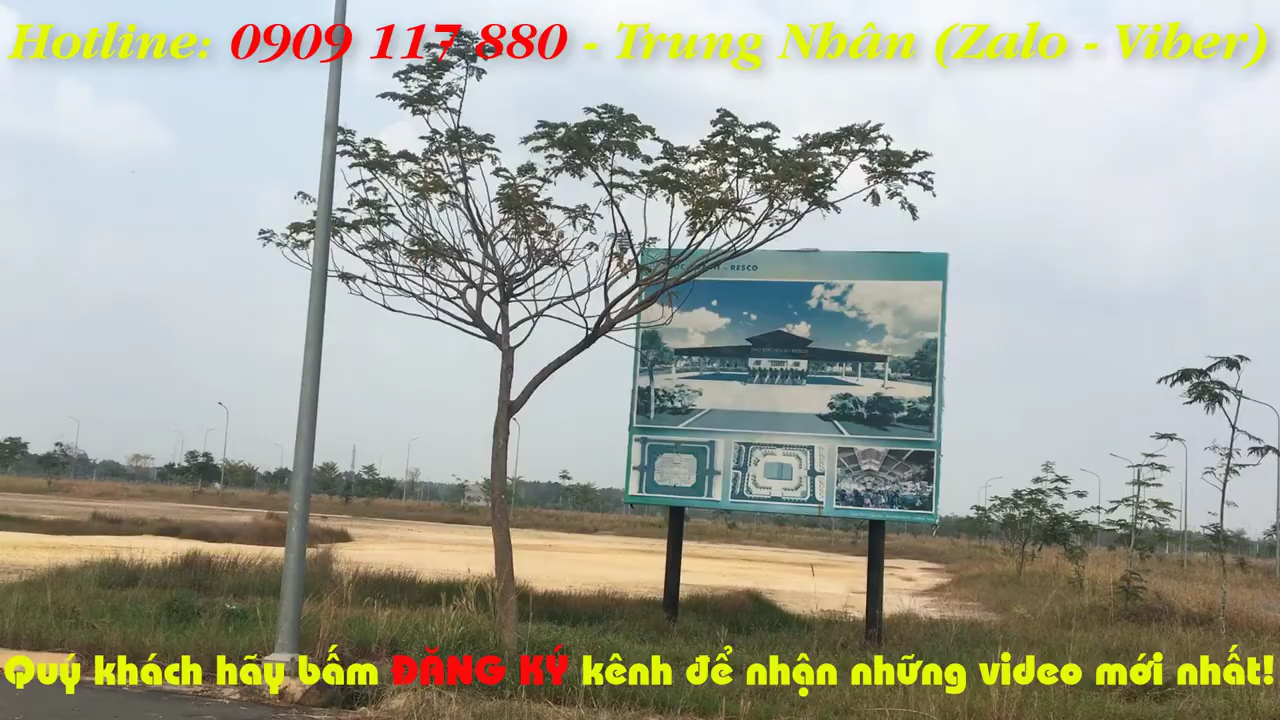 Hotline: 0909 117 880 - Trung Nhân (Zalo - Viber)
- RESCO
Quý khách hãy bấm ĐĂNG KÝ kênh để nhận những video mới nhất!